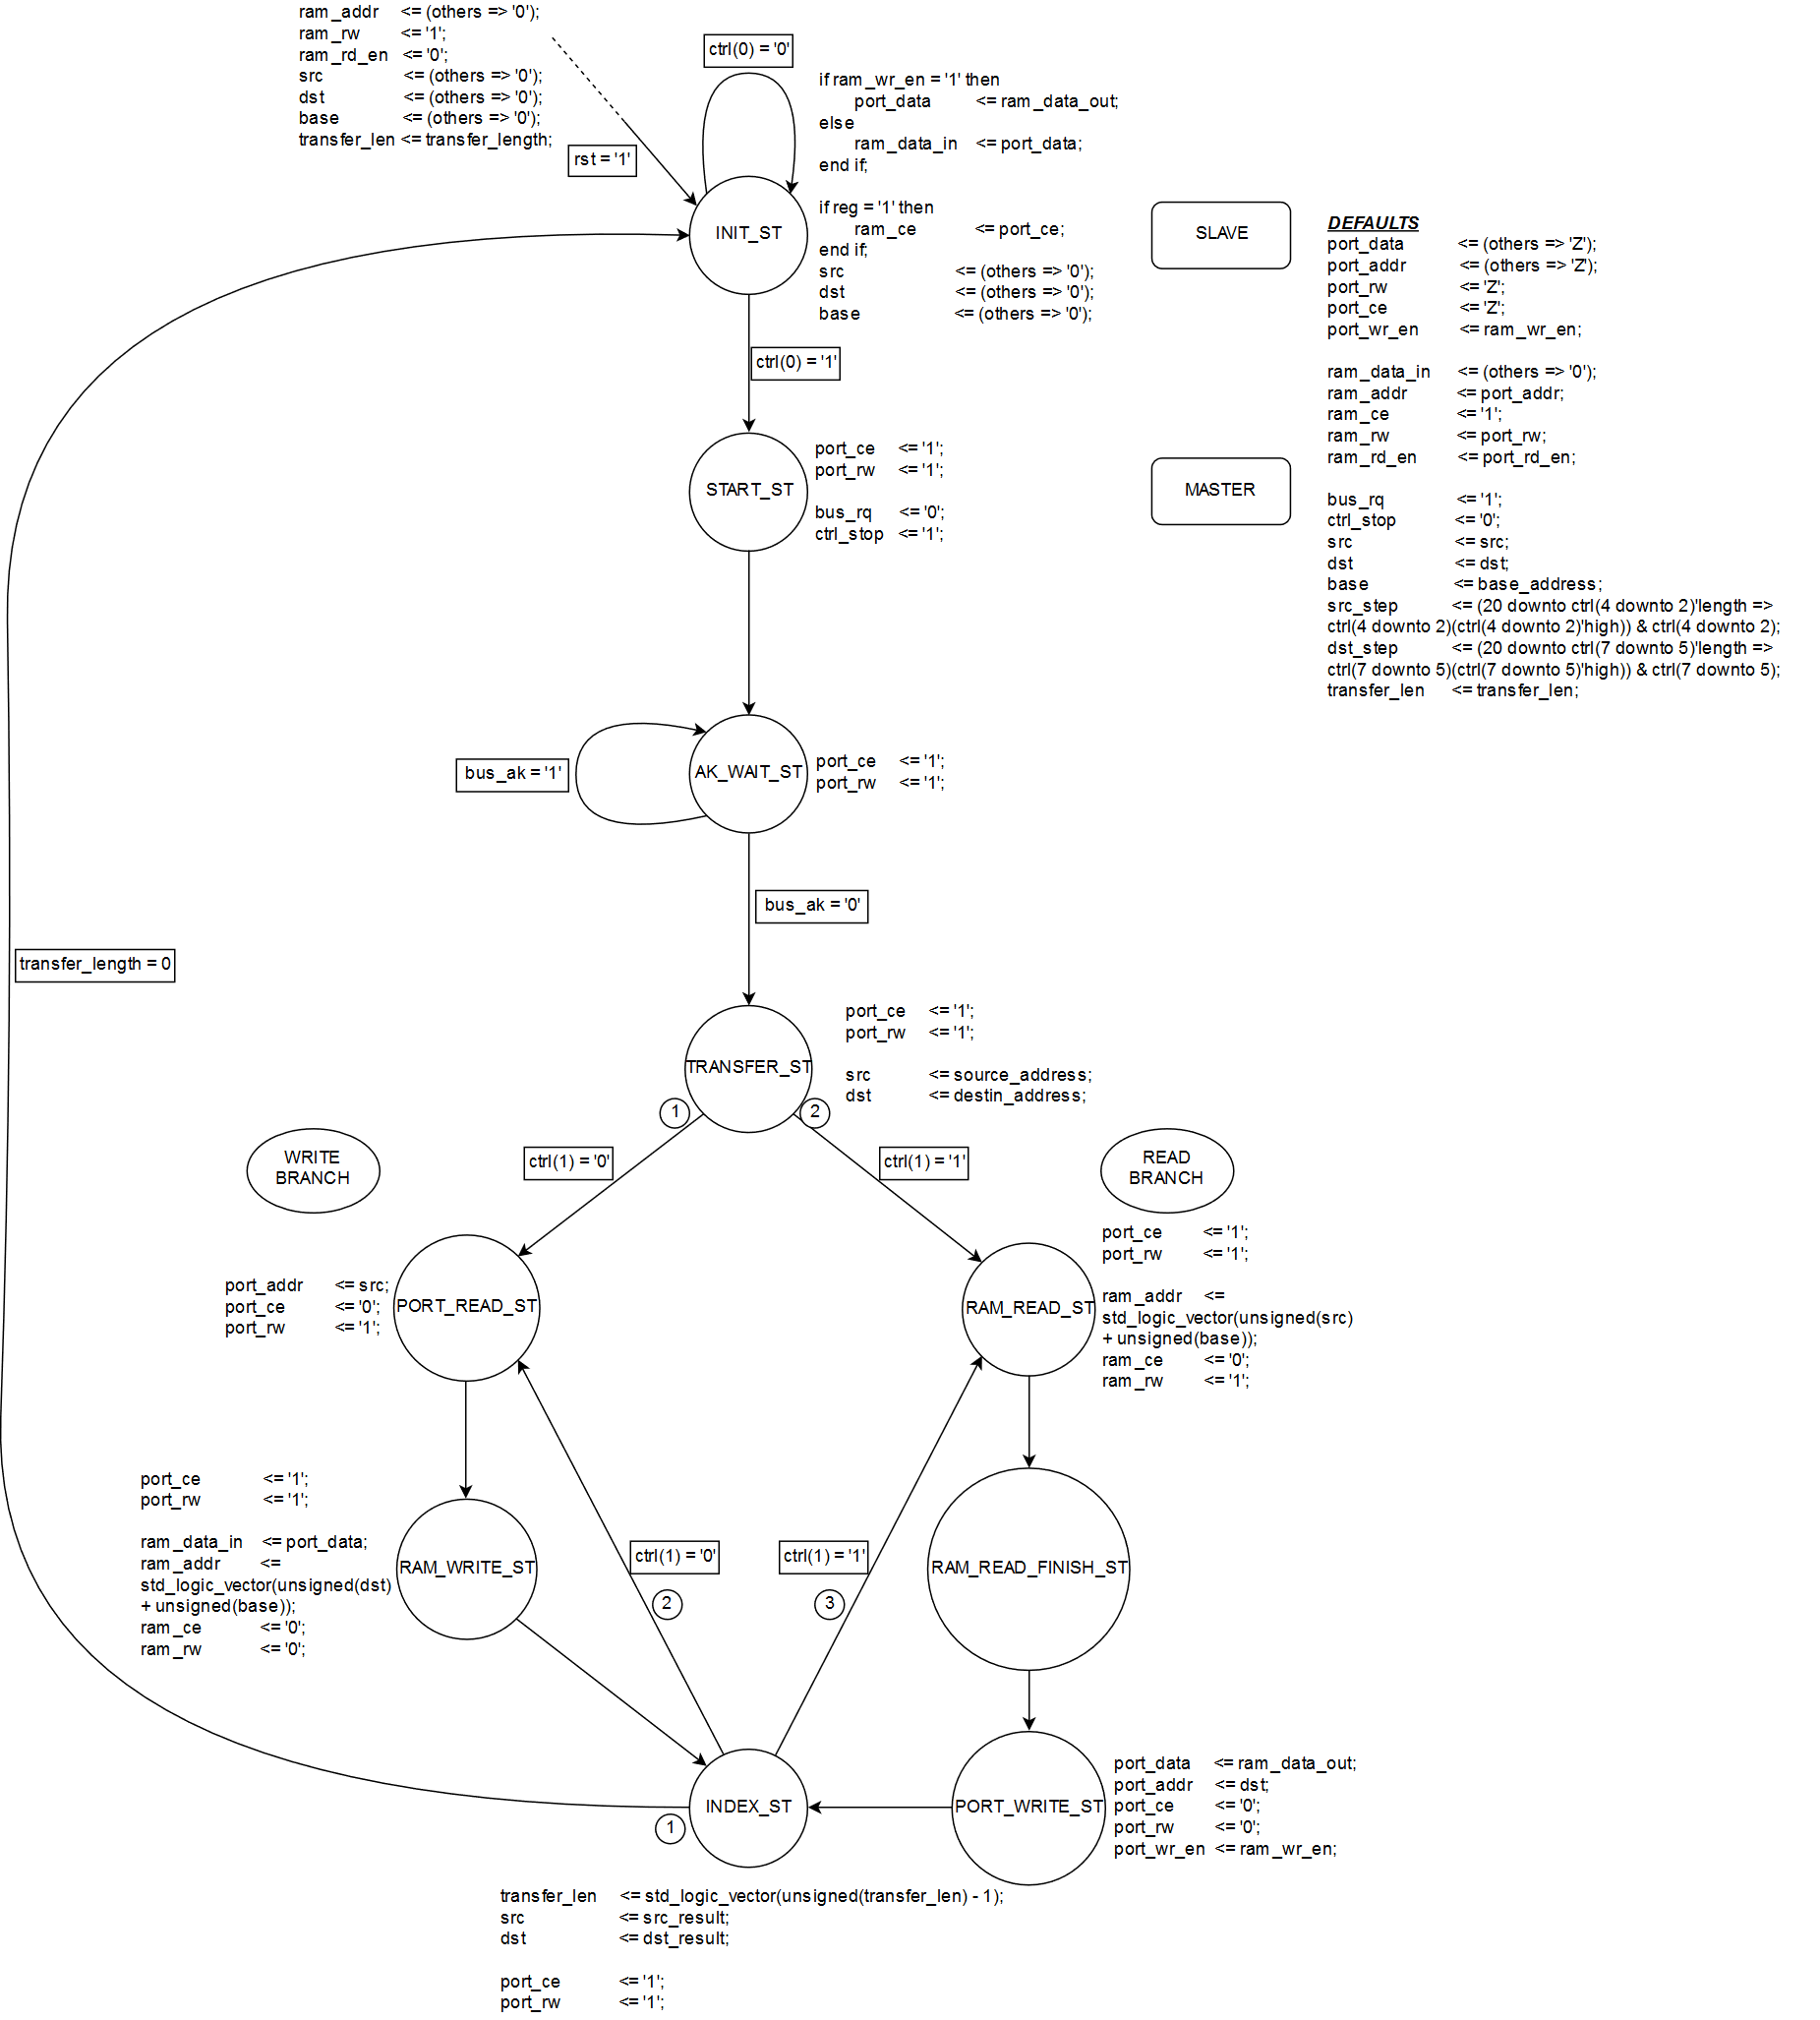 ram_addr <= (others => '0');
ram_rw <= '1';
ram_rd_en <= '0';
src <= (others => '0');
dst <= (others => '0');
base <= (others => '0');
transfer_len <= transfer_length;
rst = '1'
ctrl(0) = '0'
if ram_wr_en = '1' then
port_data <= ram_data_out;
else
ram_data_in <= port_data;
end if;
INIT_ST
if reg = '1' then
ram_ce <= port_ce;
end if;
src <= (others => '0');
dst <= (others => '0');
base <= (others => '0');
SLAVE
DEFAULTS
port_data <= (others => 'Z');
port_addr <= (others => 'Z');
port_rw <= 'Z';
port_ce <= 'Z';
port_wr_en <= ram_wr_en;
ram_data_in <= (others => '0');
ram_addr <= port_addr;
ram_ce <= '1';
ram_rw <= port_rw;
ram_rd_en <= port_rd_en;
bus_rq <= '1';
ctrl_stop <= '0';
src <= src;
dst <= dst;
base <= base_address;
src_step <= (20 downto ctrl(4 downto 2)'length =>
ctrl(4 downto 2)(ctrl(4 downto 2)'high)) & ctrl(4 downto 2);
dst_step <= (20 downto ctrl(7 downto 5)'length =>
ctrl(7 downto 5)(ctrl(7 downto 5)'high)) & ctrl(7 downto 5);
transfer_len <= transfer_len;
ctrl(0) = '1'
START_ST
port_ce <= '1';
port_rw <= '1';
bus_rq <= '0';
ctrl_stop <= '1';
MASTER
bus_ak = '1'
AK_WAIT_ST
port_ce <= '1';
port_rw <= '1';
bus_ak = '0'
transfer_length = 0
TRANSFER_ST
port_ce <= '1';
port_rw <= '1';
src <= source_address;
dst <= destin_address;
1
2
WRITE
BRANCH
ctrl(1) = '0'
ctrl(1) = '1'
READ
BRANCH
port_addr <= src;
port_ce <= '0';
port_rw <= '1';
PORT_READ_ST
RAM_READ_ST
port_ce <= '1';
port_rw <= '1';
ram_addr <=
std_logic_vector(unsigned(src)
+ unsigned(base));
ram_ce <= '0';
ram_rw <= '1';
port_ce <= '1';
port_rw <= '1';
ram_data_in <= port_data;
ram_addr <=
std_logic_vector(unsigned(dst)
+ unsigned(base));
ram_ce <= '0';
ram_rw <= '0';
RAM_WRITE_ST
ctrl(1) = '0'
2
ctrl(1) = '1'
3
RAM_READ_FINISH_ST
INDEX_ST
1
PORT_WRITE_ST
port_data <= ram_data_out;
port_addr <= dst;
port_ce <= '0';
port_rw <= '0';
port_wr_en <= ram_wr_en;
transfer_len <= std_logic_vector(unsigned(transfer_len) - 1);
src <= src_result;
dst <= dst_result;
port_ce <= '1';
port_rw <= '1';